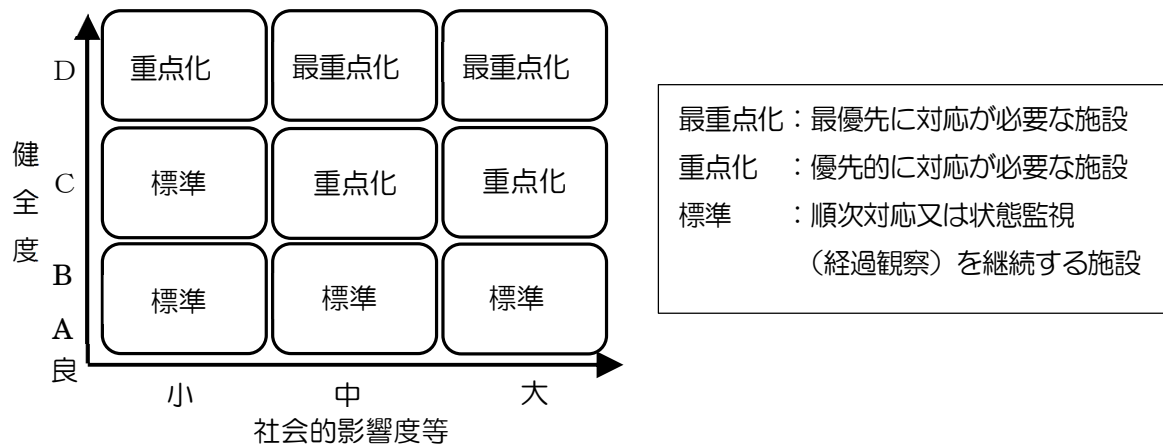 D
重点化
最重点化
最重点化
健全度
C
標準
重点化
重点化
B
A
標準
標準
標準
良
小
中
大
社会的影響度等
最重点化：最優先に対応が必要な施設
重点化　：優先的に対応が必要な施設
標準　　：順次対応又は状態監視
（経過観察）を継続する施設